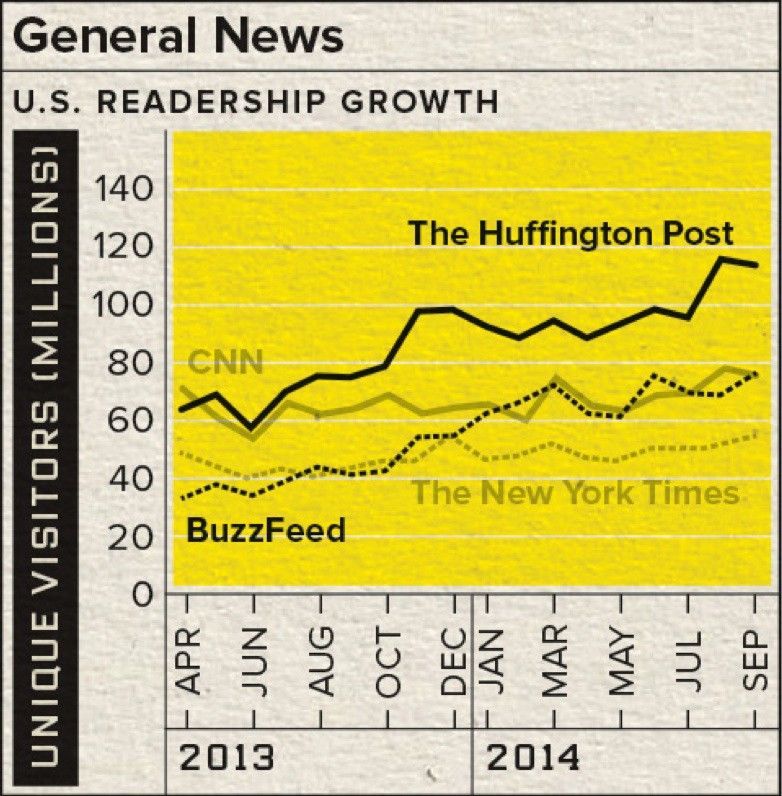 General News
U.S. READERSHIP GROWTH
UNIQUE VISITORS (MILLIONS)
140
120
100
80
60
40
20
0
The Huffington Post
CNN
The New York Times
BuzzFeed
APR JUN AUG OCT DEC JAN MAR MAY JUL SEP
2013 2014